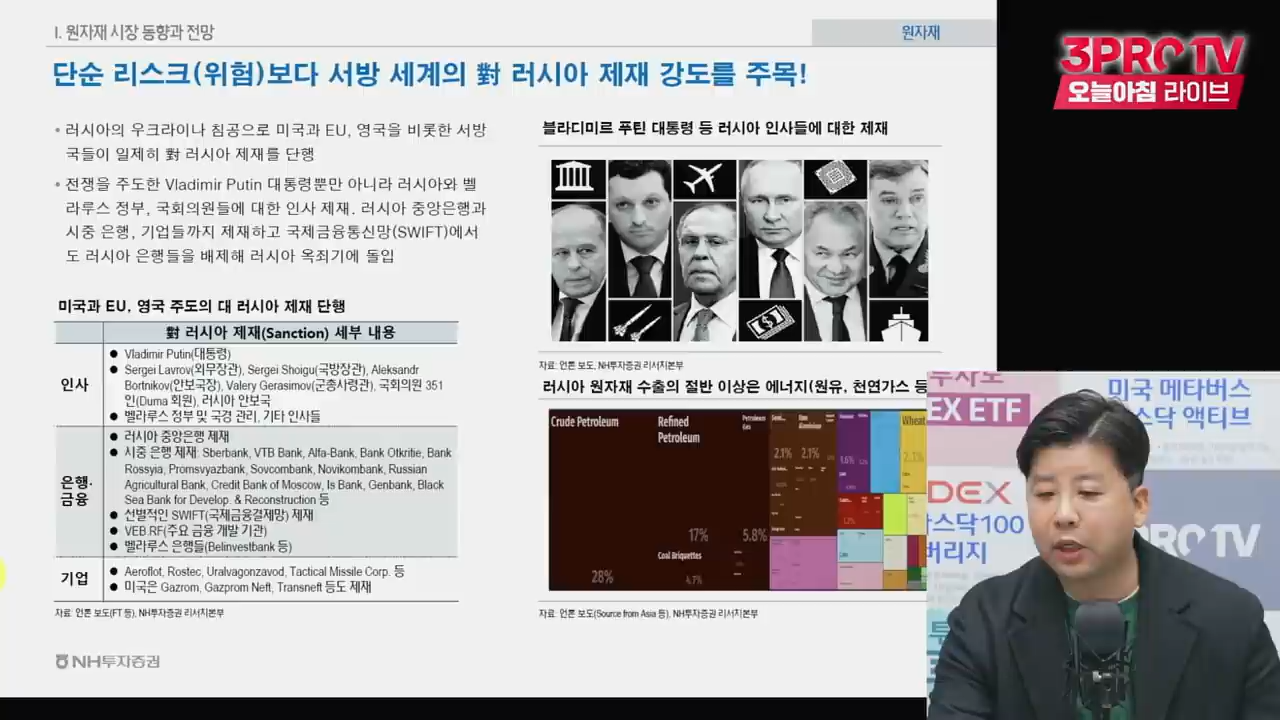 I. 원자재 시장 동향과 전망
원자재
단순 리스크(위험)보다 서방 세계의 對 러시아 제재 강도를 주목!
• 러시아의 우크라이나 침공으로 미국과 EU, 영국을 비롯한 서방
국들이 일제히 對 러시아 제재를 단행
• 전쟁을 주도한 Vladimir Putin 대통령뿐만 아니라 러시아와 벨
라루스 정부, 국회의원들에 대한 인사 제재. 러시아 중앙은행과
시중 은행, 기업들까지 제재하고 국제금융통신망(SWIFT)에서
도 러시아 은행들을 배제해 러시아 옥죄기에 돌입
미국과 EU, 영국 주도의 대 러시아 제재 단행
對 러시아 제재(Sanction) 세부 내용
인사
● Vladimir Putin(대통령)
● Sergei Lavrov(외무장관), Sergei Shoigu(국방장관), Aleksandr
Bortnikov(안보국장), Valery Gerasimov(군총사령관), 국회의원 351
인(Duma 회원), 러시아 안보국
● 벨라루스 정부 및 국경 관리, 기타 인사들
은행·
금융
● 러시아 중앙은행 제재
● 시중 은행 제재: Sberbank, VTB Bank, Alfa-Bank, Bank Otkritie, Bank
Rossyia, Promsvyazbank, Sovcombank, Novikombank, Russian
Agricultural Bank, Credit Bank of Moscow, Is Bank, Genbank, Black
Sea Bank for Develop. & Reconstruction 등
● 선별적인 SWIFT(국제금융결제망) 제재
● VEB.RF(주요 금융 개발 기관)
● 벨라루스 은행들(Belinvestbank 등)
기업
● Aeroflot, Rostec, Uralvagonzavod, Tactical Missile Corp. 등
● 미국은 Gazrom, Gazprom Neft, Transneft 등도 제재
자료: 언론 보도(FT 등), NH투자증권 리서치본부
NH투자증권
블라디미르 푸틴 대통령 등 러시아 인사들에 대한 제재
자료: 언론 보도, NH투자증권 리서치본부
러시아 원자재 수출의 절반 이상은 에너지(원유, 천연가스 등
Crude Petroleum
28%
Refined
Petroleum
17%
Petroleum
Gas
5.8%
Coal Briquettes
4.7%
2.1%
2.1%
Wheat
2.1%
자료: 언론 보도(Source from Asia 등), NH투자증권 리서치본부
3PRO TV
오늘아침 라이브
EX ETF
미국 메타버스
스닥 액티브
DEX
스닥100
버리지
PRO TV